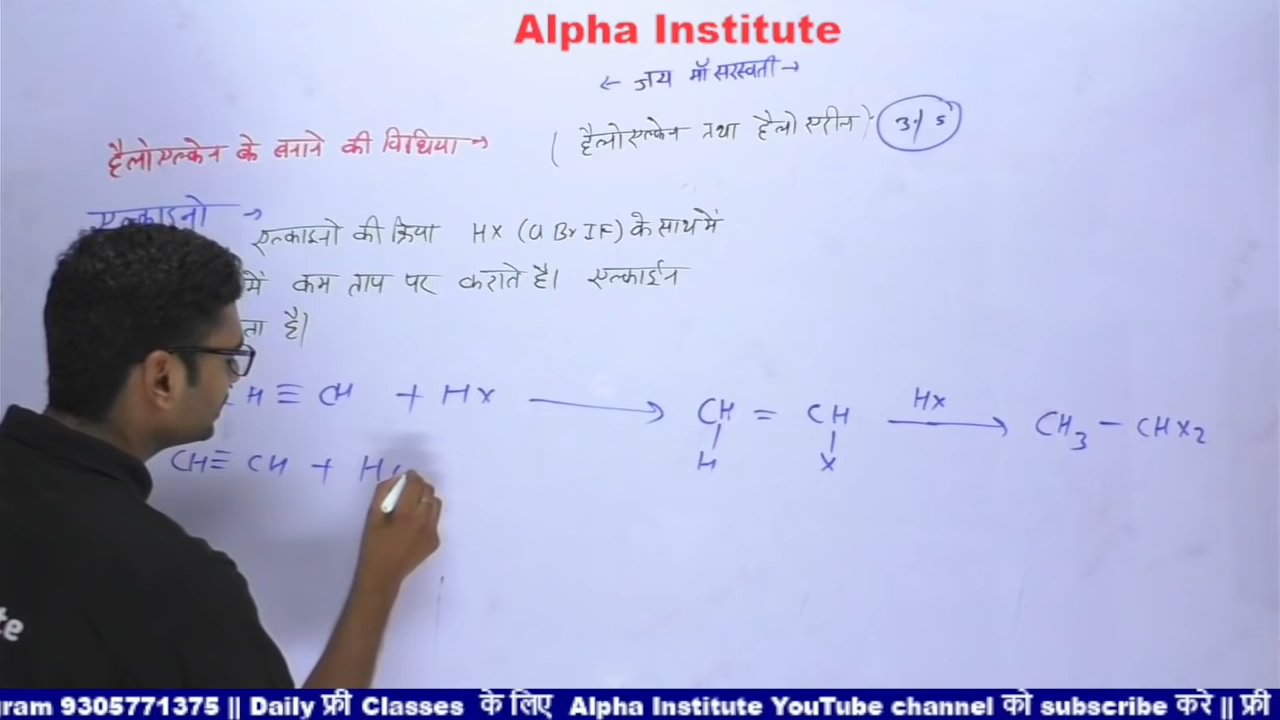 Alpha Institute
← जय माँ सरस्वती →
हैलोएल्केन के बनाने की विधिया → ( हैलोएल्केन तथा हैलो एरीन ) 3/5
एल्काइनो →
एल्काइनो की क्रिया HX (Cl Br I F) के साथ में
में कम ताप पर कराते है। एल्काईन
ता है।
CH ≡ CH + HX ⟶ CH = CH HX ⟶ CH3 − CHX2
H X
CH ≡ CH + H
te
ram 9305771375 || Daily फ्री Classes के लिए Alpha Institute YouTube channel को subscribe करे || फ्री